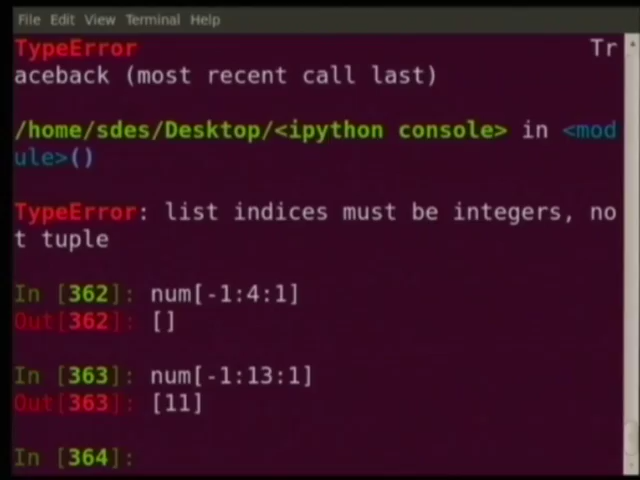 File Edit View Terminal Help
TypeError                                 Tr
aceback (most recent call last)
/home/sdes/Desktop/<ipython console> in <mod
ule>()
TypeError: list indices must be integers, no
t tuple
In [362]: num[-1:4:1]
Out[362]: []
In [363]: num[-1:13:1]
Out[363]: [11]
In [364]: